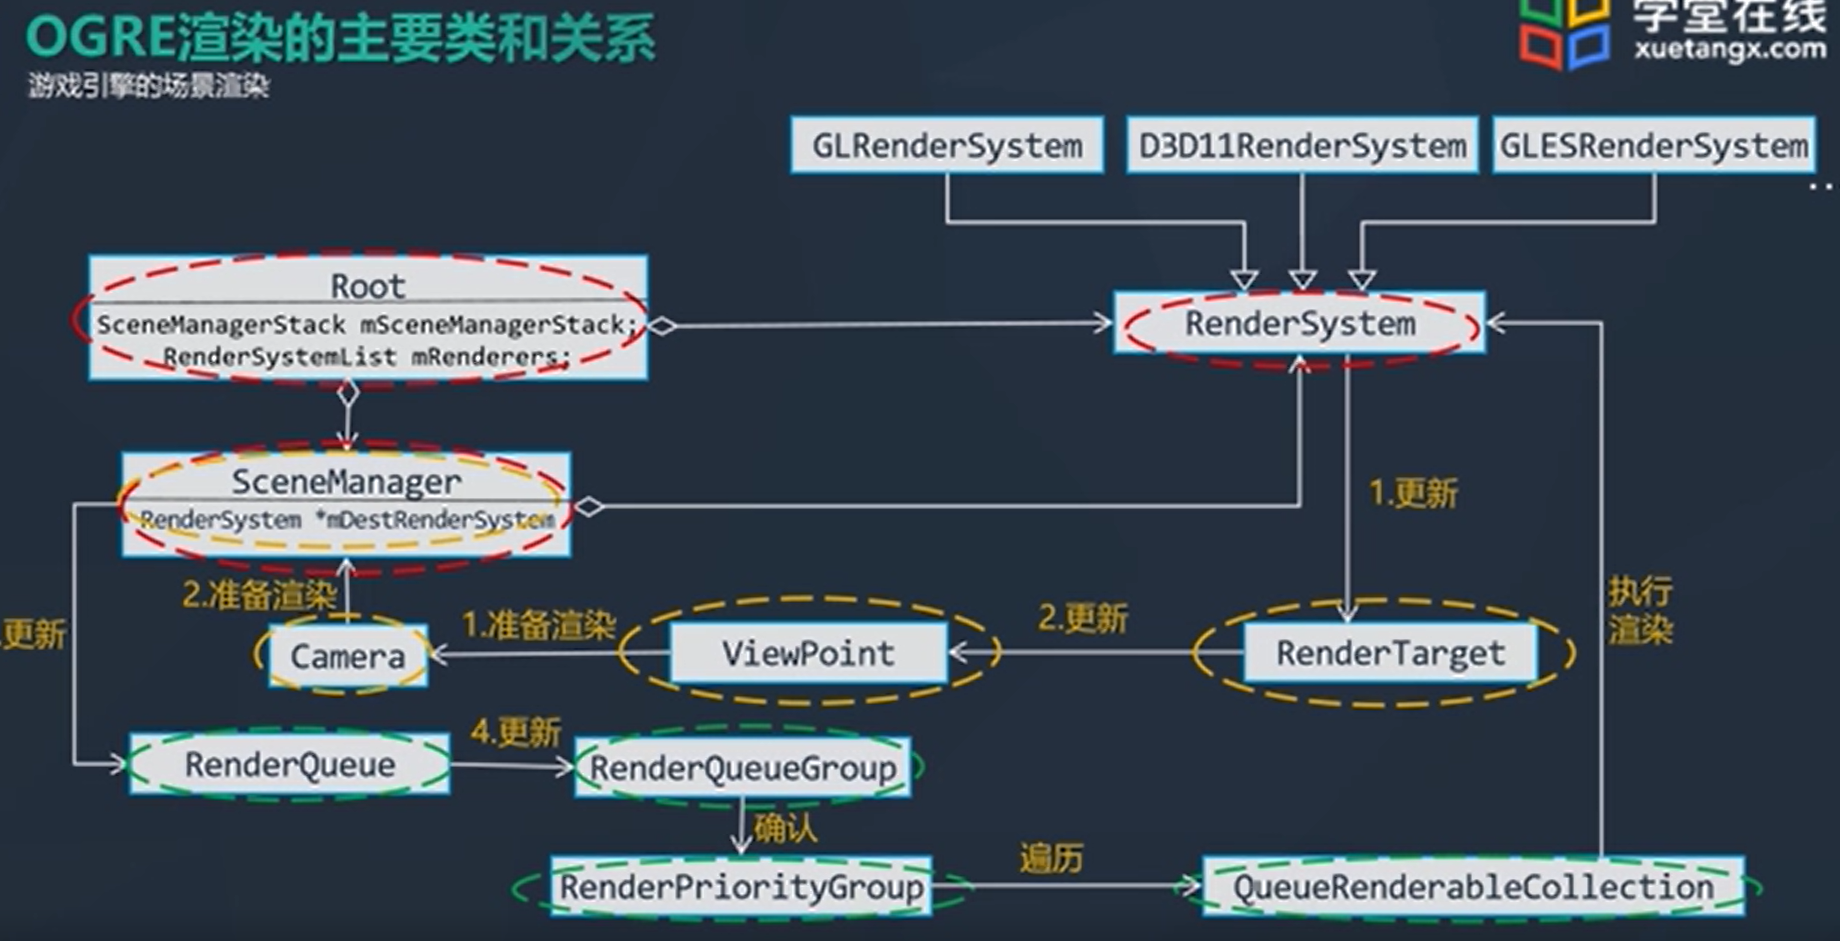 OGRE渲染的主要类和关系
游戏引擎的场景渲染
学堂在线
xuetangx.com
GLRenderSystem
D3D11RenderSystem
GLESRenderSystem
..
Root
SceneManagerStack mSceneManagerStack;
RenderSystemList mRenderers;
RenderSystem
SceneManager
RenderSystem *mDestRenderSystem
1.更新
2.准备渲染
1.准备渲染
2.更新
执行
渲染
.更新
Camera
ViewPoint
RenderTarget
4.更新
RenderQueue
RenderQueueGroup
确认
遍历
RenderPriorityGroup
QueueRenderableCollection